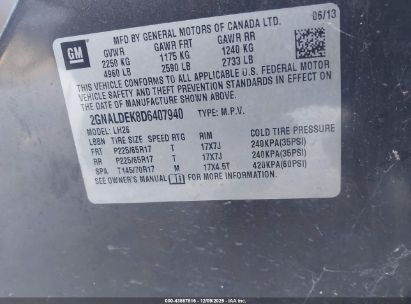 06/13
GM MFD BY GENERAL MOTORS OF CANADA LTD.
GVWR GAWR FRT GAWR RR
2250 KG 1175 KG 1240 KG
4960 LB 2590 LB 2733 LB
THIS VEHICLE CONFORMS TO ALL APPLICABLE U.S. FEDERAL MOTOR
VEHICLE SAFETY AND THEFT PREVENTION STANDARDS IN EFFECT ON
THE DATE OF MANUFACTURE SHOWN ABOVE.
2GNALDEK8D6407940 TYPE: M.P.V.
MODEL: LH26
TIRE SIZE SPEED RTG RIM COLD TIRE PRESSURE
FRT P225/65R17 T 17X7J 240KPA(35PSI)
RR P225/65R17 T 17X7J 240KPA(35PSI)
SPA T145/70R17 M 17X4.5T 420KPA(60PSI)
SEE OWNER'S MANUAL FOR MORE INFORMATION.